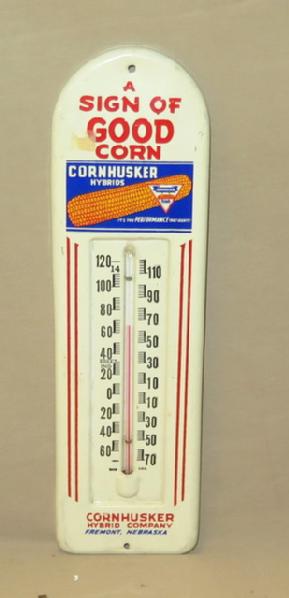 A
SIGN OF
GOOD
CORN
CORNHUSKER
HYBRIDS
IT'S THE PERFORMANCE THAT COUNTS
120
14
110
100
90
80
70
60
50
40
30
20
10
0
10
20
30
40
50
60
70
CORNHUSKER
HYBRID COMPANY
FREMONT, NEBRASKA